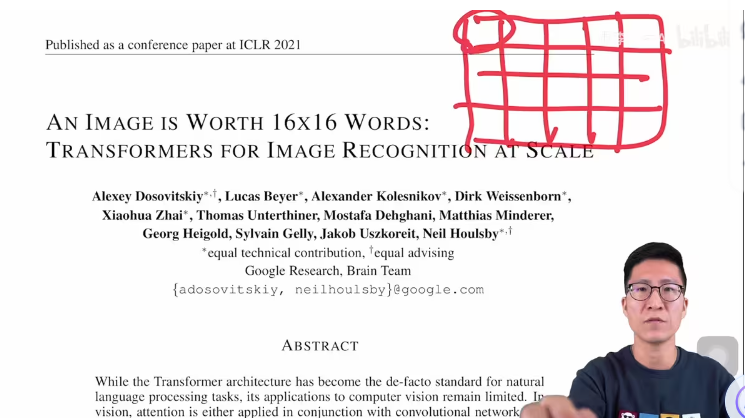 Published as a conference paper at ICLR 2021
bilibili
AN IMAGE IS WORTH 16X16 WORDS:
TRANSFORMERS FOR IMAGE RECOGNITION AT SCALE
Alexey Dosovitskiy*,†, Lucas Beyer*, Alexander Kolesnikov*, Dirk Weissenborn*,
Xiaohua Zhai*, Thomas Unterthiner, Mostafa Dehghani, Matthias Minderer,
Georg Heigold, Sylvain Gelly, Jakob Uszkoreit, Neil Houlsby*,†
*equal technical contribution, †equal advising
Google Research, Brain Team
{adosovitskiy, neilhoulsby}@google.com
ABSTRACT
While the Transformer architecture has become the de-facto standard for natural
language processing tasks, its applications to computer vision remain limited. In
vision, attention is either applied in conjunction with convolutional network